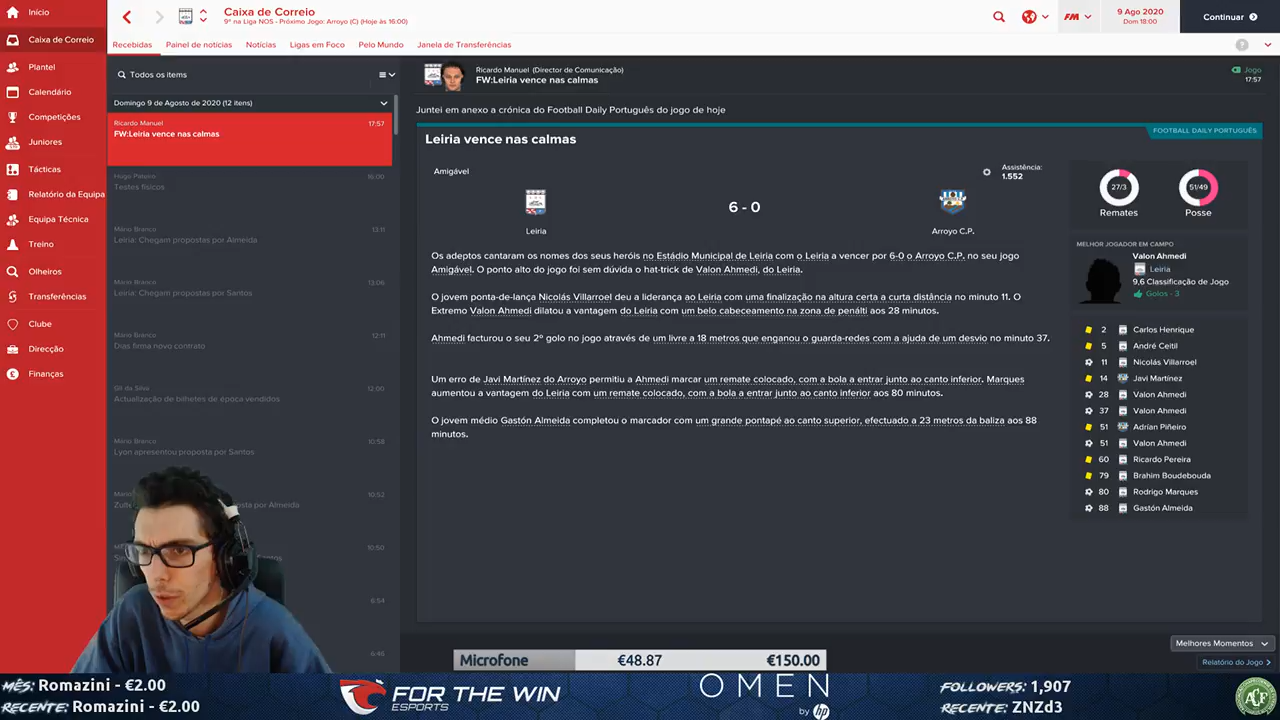 Início
Caixa de Correio
Plantel
Calendário
Competições
Juniores
Tácticas
Relatório da Equipa
Equipa Técnica
Treino
Olheiros
Transferências
Clube
Direcção
Finanças
Caixa de Correio
9º na Liga NOS - Próximo Jogo: Arroyo (C) (Hoje às 16:00)
FM
9 Ago 2020
Dom 18:00
Continuar
Recebidas
Painel de notícias
Notícias
Ligas em Foco
Pelo Mundo
Janela de Transferências
?
Todos os items
Domingo 9 de Agosto de 2020 (12 itens)
Ricardo Manuel 17:57
FW:Leiria vence nas calmas
Hugo Pateiro 16:00
Testes físicos
Mário Branco 13:11
Leiria: Chegam propostas por Almeida
Mário Branco 13:06
Leiria: Chegam propostas por Santos
Mário Branco 12:11
Dias firma novo contrato
Gil da Silva 12:00
Actualização de bilhetes de época vendidos
Mário Branco 10:58
Lyon apresentou proposta por Santos
10:53
posta por Almeida
10:50
Santos
6:54
6:46
Ricardo Manuel (Director de Comunicação)
FW:Leiria vence nas calmas
Jogo
17:57
Juntei em anexo a crónica do Football Daily Português do jogo de hoje
FOOTBALL DAILY PORTUGUÊS
Leiria vence nas calmas
Amigável
Assistência:
1.552
6 - 0
Leiria
Arroyo C.P.
Os adeptos cantaram os nomes dos seus heróis no Estádio Municipal de Leiria com o Leiria a vencer por 6-0 o Arroyo C.P. no seu jogo
Amigável. O ponto alto do jogo foi sem dúvida o hat-trick de Valon Ahmedi, do Leiria.
O jovem ponta-de-lança Nicolás Villarroel deu a liderança ao Leiria com uma finalização na altura certa a curta distância no minuto 11. O
Extremo Valon Ahmedi dilatou a vantagem do Leiria com um belo cabeceamento na zona de penálti aos 28 minutos.
Ahmedi facturou o seu 2º golo no jogo através de um livre a 18 metros que enganou o guarda-redes com a ajuda de um desvio no minuto 37.
Um erro de Javi Martínez do Arroyo permitiu a Ahmedi marcar um remate colocado, com a bola a entrar junto ao canto inferior. Marques
aumentou a vantagem do Leiria com um remate colocado, com a bola a entrar junto ao canto inferior aos 80 minutos.
O jovem médio Gastón Almeida completou o marcador com um grande pontapé ao canto superior, efectuado a 23 metros da baliza aos 88
minutos.
27/3
51/49
Remates
Posse
MELHOR JOGADOR EM CAMPO
Valon Ahmedi
Leiria
9,6 Classificação de Jogo
Golos - 3
2 Carlos Henrique
5 André Ceitil
11 Nicolás Villarroel
14 Javi Martínez
28 Valon Ahmedi
37 Valon Ahmedi
51 Adrian Piñeiro
51 Valon Ahmedi
60 Ricardo Pereira
79 Brahim Boudebouda
80 Rodrigo Marques
88 Gastón Almeida
Melhores Momentos
Relatório do Jogo >
Microfone €48.87 €150.00
MÊS: Romazini - €2.00
RECENTE: Romazini - €2.00
FOR THE WIN
ESPORTS
OMEN
by hp
FOLLOWERS: 1,907
RECENTE: ZNZd3
ACF